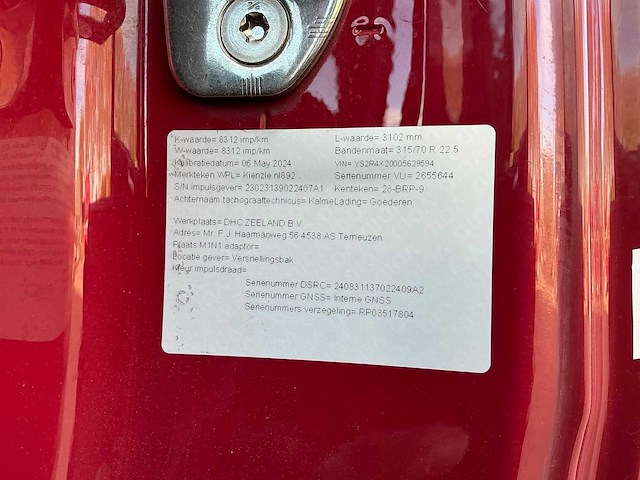 K-waarde= 8312 imp/km L-waarde= 3102 mm
W-waarde= 8312 imp/km Bandenmaat= 315/70 R 22.5
Kalibratiedatum= 06 May 2024 VIN= YS2R4X20005629594
Merkteken WPL= Kienzle nl892 Serienummer VU= 2655644
S/N impulsgever= 23023139022407A1 Kenteken= 28-BRP-9
Achternaam tachograaftechnicus= Kalme Lading= Goederen
Werkplaats= DHC ZEELAND B.V.
Adres= Mr. F.J. Haarmanweg 56 4538 AS Terneuzen
Plaats M1N1 adaptor=
Locatie gever= Versnellingsbak
Kleur impulsdraad=
Serienummer DSRC= 240831137022409A2
Serienummer GNSS= Interne GNSS
Serienummers verzegeling= RP03517804